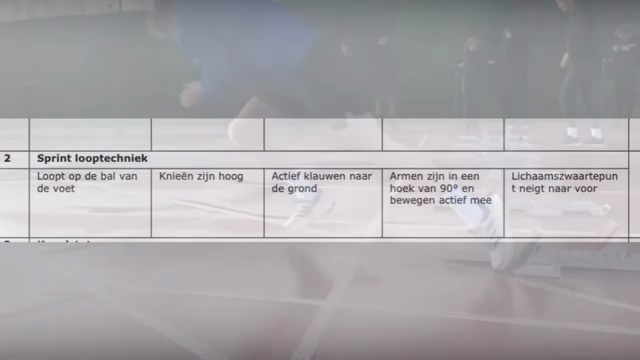 2 Sprint looptechniek
Loopt op de bal van
de voet
Knieën zijn hoog
Actief klauwen naar
de grond
Armen zijn in een
hoek van 90° en
bewegen actief mee
Lichaamszwaartepun
t neigt naar voor